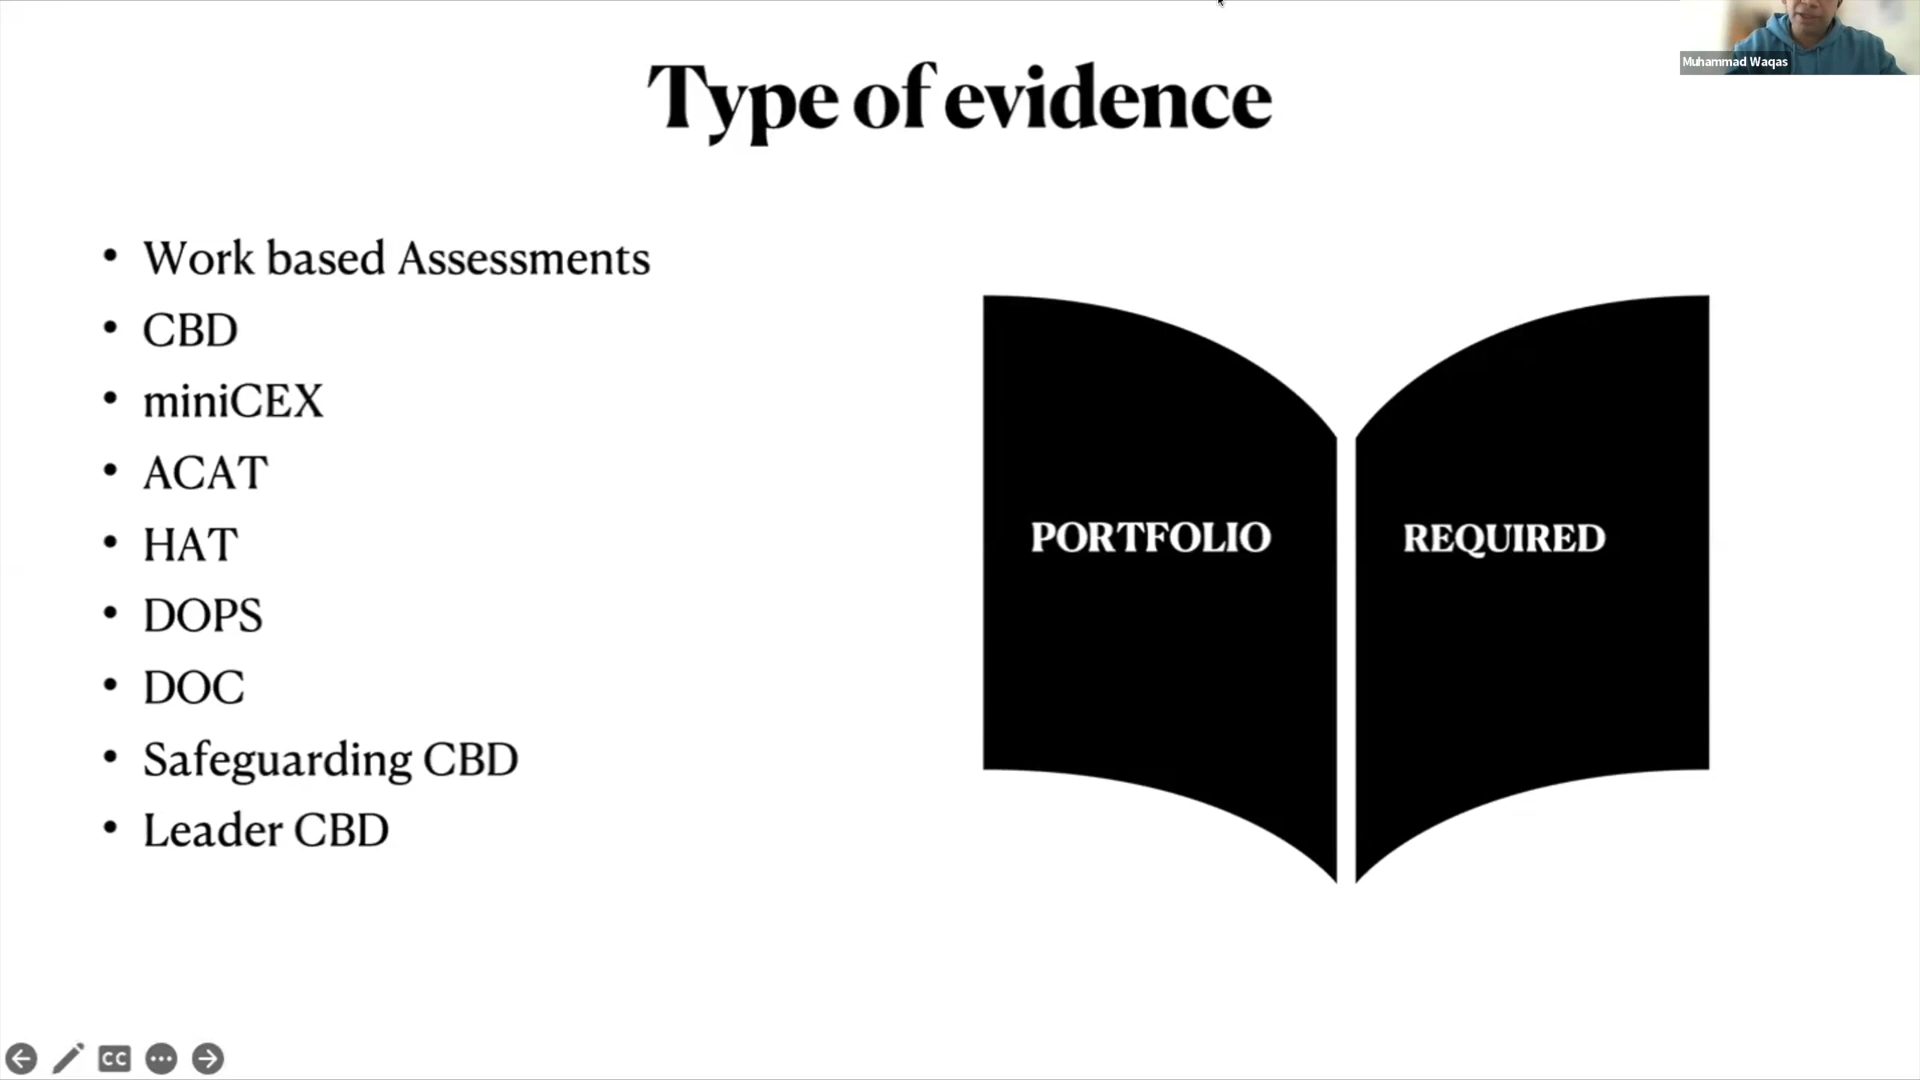 Muhammad Waqas
Type of evidence
• Work based Assessments
• CBD
• miniCEX
• ACAT
• HAT
• DOPS
• DOC
• Safeguarding CBD
• Leader CBD
PORTFOLIO
REQUIRED
CC